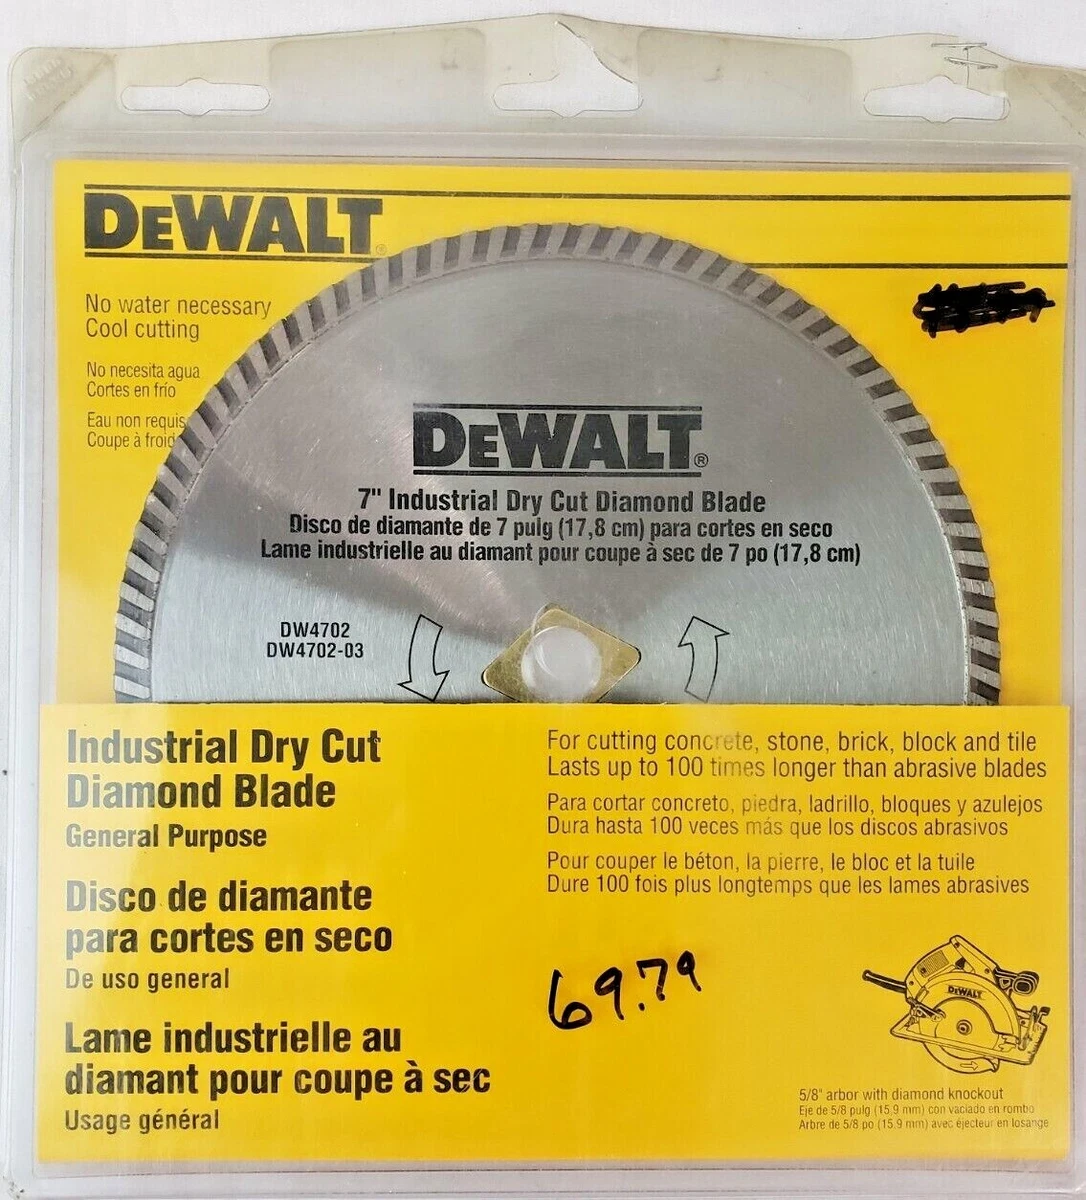 DEWALT®
No water necessary
Cool cutting
No necesita agua
Cortes en frío
Eau non requis
Coupe à froid
DEWALT®
7" Industrial Dry Cut Diamond Blade
Disco de diamante de 7 pulg (17,8 cm) para cortes en seco
Lame industrielle au diamant pour coupe à sec de 7 po (17,8 cm)
DW4702
DW4702-03
Industrial Dry Cut
Diamond Blade
General Purpose
Disco de diamante
para cortes en seco
De uso general
Lame industrielle au
diamant pour coupe à sec
Usage général
For cutting concrete, stone, brick, block and tile
Lasts up to 100 times longer than abrasive blades
Para cortar concreto, piedra, ladrillo, bloques y azulejos
Dura hasta 100 veces más que los discos abrasivos
Pour couper le béton, la pierre, le bloc et la tuile
Dure 100 fois plus longtemps que les lames abrasives
69.79
DEWALT
5/8" arbor with diamond knockout
Eje de 5/8 pulg (15,9 mm) con vaciado en rombo
Arbre de 5/8 po (15,9 mm) avec éjecteur en losange